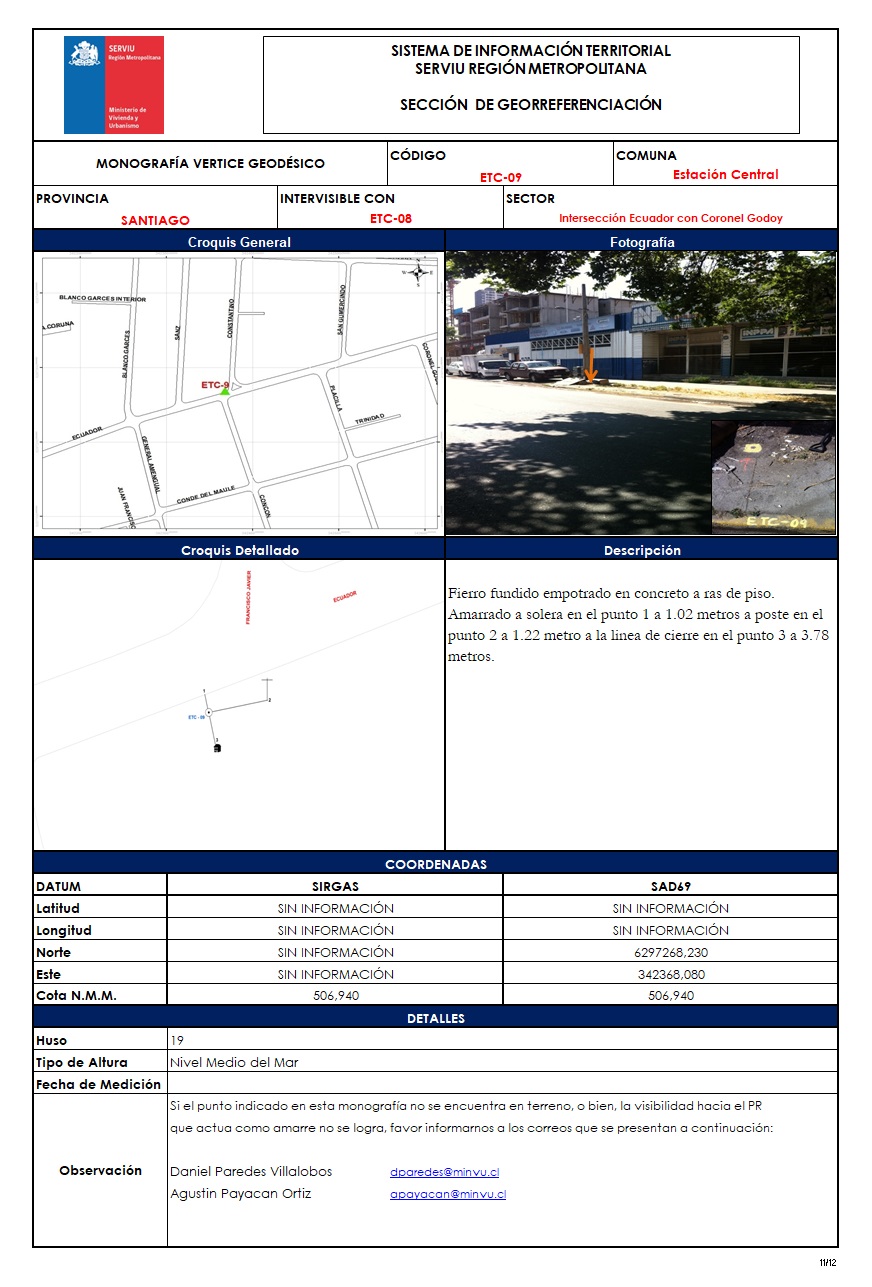 SERVIU
Región Metropolitana
Ministerio de
Vivienda y
Urbanismo
SISTEMA DE INFORMACIÓN TERRITORIAL
SERVIU REGIÓN METROPOLITANA
SECCIÓN DE GEORREFERENCIACIÓN
MONOGRAFÍA VERTICE GEODÉSICO
CÓDIGO
ETC-09
COMUNA
Estación Central
PROVINCIA
SANTIAGO
INTERVISIBLE CON
ETC-08
SECTOR
Intersección Ecuador con Coronel Godoy
Croquis General
Fotografía
N
W E
S
BLANCO GARCES INTERIOR
A CORUNA
BLANCO GARCES
SANZ
CONSTANTINO
SAN GUMERCINDO
ETC-9
PLACILLA
TRINIDAD
ECUADOR
GENERAL AMENGUAL
JUAN FRANCISC
CONDE DEL MAULE
CONCON
INPPA
ETC-09
Croquis Detallado
Descripción
FRANCISCO JAVIER
ECUADOR
1
2
ETC - 09
3
Fierro fundido empotrado en concreto a ras de piso.
Amarrado a solera en el punto 1 a 1.02 metros a poste en el
punto 2 a 1.22 metro a la linea de cierre en el punto 3 a 3.78
metros.
COORDENADAS
DATUM SIRGAS SAD69
Latitud SIN INFORMACIÓN SIN INFORMACIÓN
Longitud SIN INFORMACIÓN SIN INFORMACIÓN
Norte SIN INFORMACIÓN 6297268,230
Este SIN INFORMACIÓN 342368,080
Cota N.M.M. 506,940 506,940
DETALLES
Huso 19
Tipo de Altura Nivel Medio del Mar
Fecha de Medición
Observación
Si el punto indicado en esta monografía no se encuentra en terreno, o bien, la visibilidad hacia el PR
que actua como amarre no se logra, favor informarnos a los correos que se presentan a continuación:
Daniel Paredes Villalobos dparedes@minvu.cl
Agustin Payacan Ortiz apayacan@minvu.cl
11/12